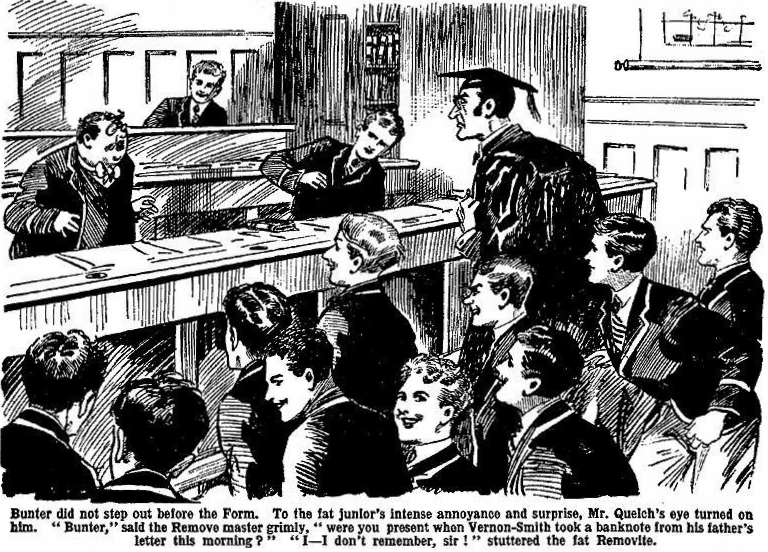 Bunter did not step out before the Form. To the fat junior's intense annoyance and surprise, Mr. Quelch's eye turned on
him. " Bunter," said the Remove master grimly, " were you present when Vernon-Smith took a banknote from his father's
letter this morning ? " " I—I don't remember, sir ! " stuttered the fat Removite.